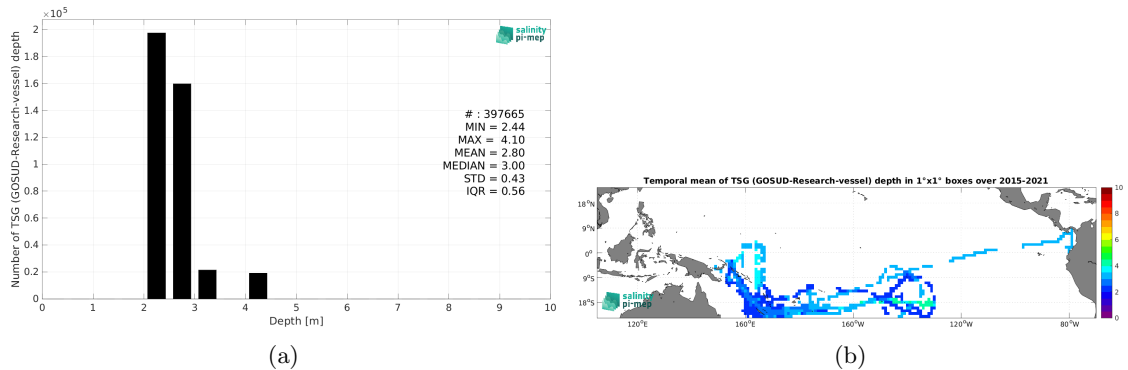 ×10^5
2
1.8
1.6
1.4
1.2
1
0.8
0.6
0.4
0.2
0
Number of TSG (GOSUD-Research-vessel) depth
salinity
pi-mep
# : 397665
MIN = 2.44
MAX = 4.10
MEAN = 2.80
MEDIAN = 3.00
STD = 0.43
IQR = 0.56
0 1 2 3 4 5 6 7 8 9 10
Depth [m]
(a)
Temporal mean of TSG (GOSUD-Research-vessel) depth in 1°x1° boxes over 2015-2021
18°N
9°N
0°
9°S
18°S
salinity
pi-mep
120°E 160°E 160°W 120°W 80°W
10
8
6
4
2
0
(b)